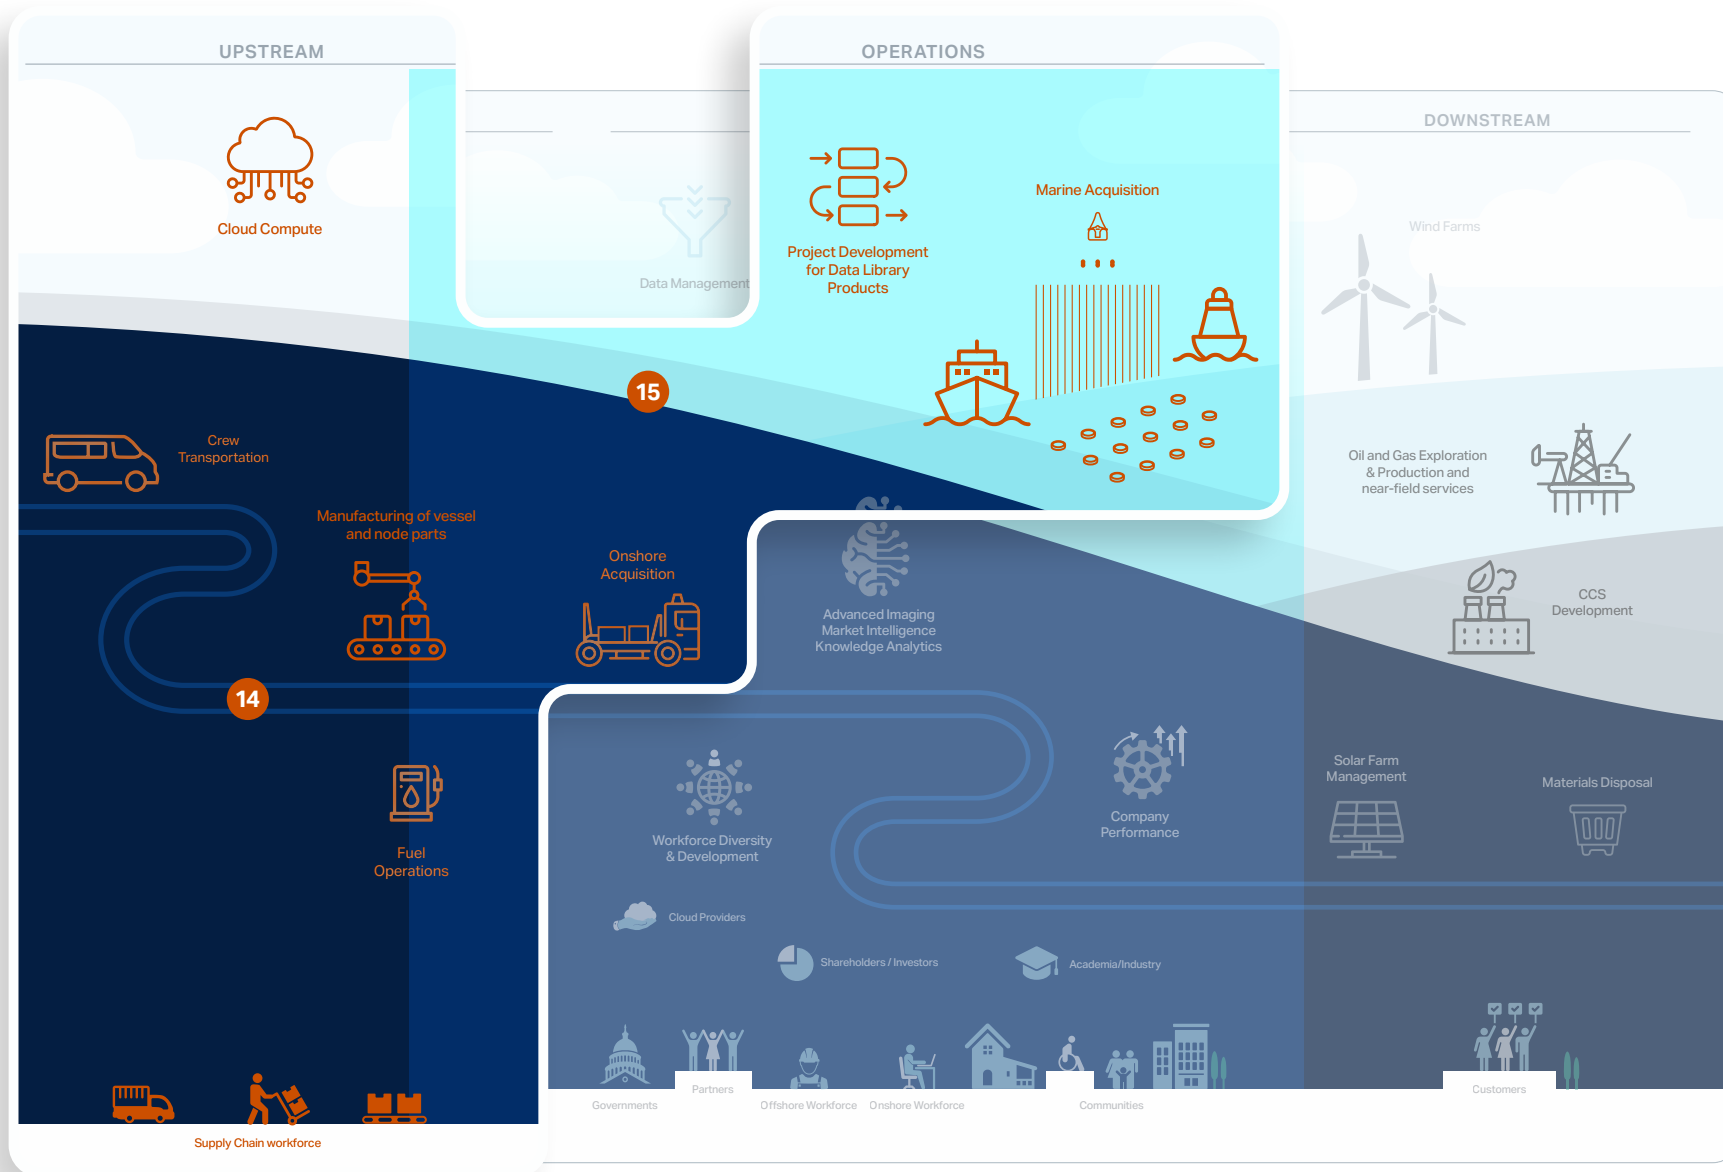 UPSTREAM
OPERATIONS
DOWNSTREAM
Cloud Compute
Data Management
Project Development
for Data Library
Products
Marine Acquisition
Wind Farms
15
Crew
Transportation
Manufacturing of vessel
and node parts
Onshore
Acquisition
Advanced Imaging
Market Intelligence
Knowledge Analytics
Oil and Gas Exploration
& Production and
near-field services
CCS
Development
14
Fuel
Operations
Workforce Diversity
& Development
Company
Performance
Solar Farm
Management
Materials Disposal
Cloud Providers
Shareholders / Investors
Academia/Industry
Supply Chain workforce
Governments
Partners
Offshore Workforce
Onshore Workforce
Communities
Customers